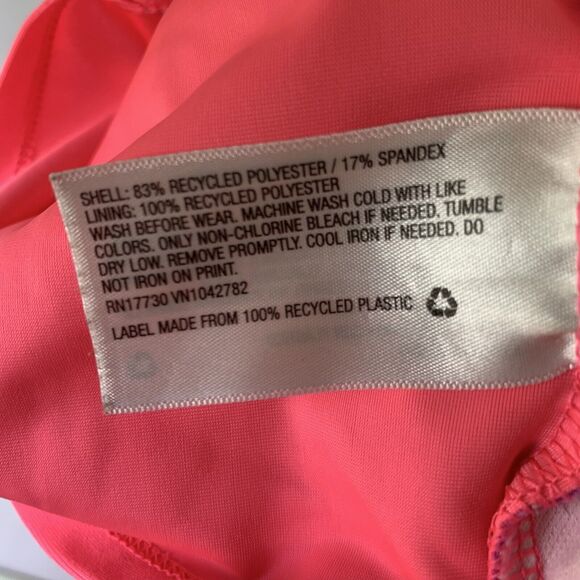 SHELL: 83% RECYCLED POLYESTER / 17% SPANDEX
LINING: 100% RECYCLED POLYESTER
WASH BEFORE WEAR. MACHINE WASH COLD WITH LIKE
COLORS. ONLY NON-CHLORINE BLEACH IF NEEDED. TUMBLE
DRY LOW. REMOVE PROMPTLY. COOL IRON IF NEEDED. DO
NOT IRON ON PRINT.
RN17730 VN1042782
LABEL MADE FROM 100% RECYCLED PLASTIC